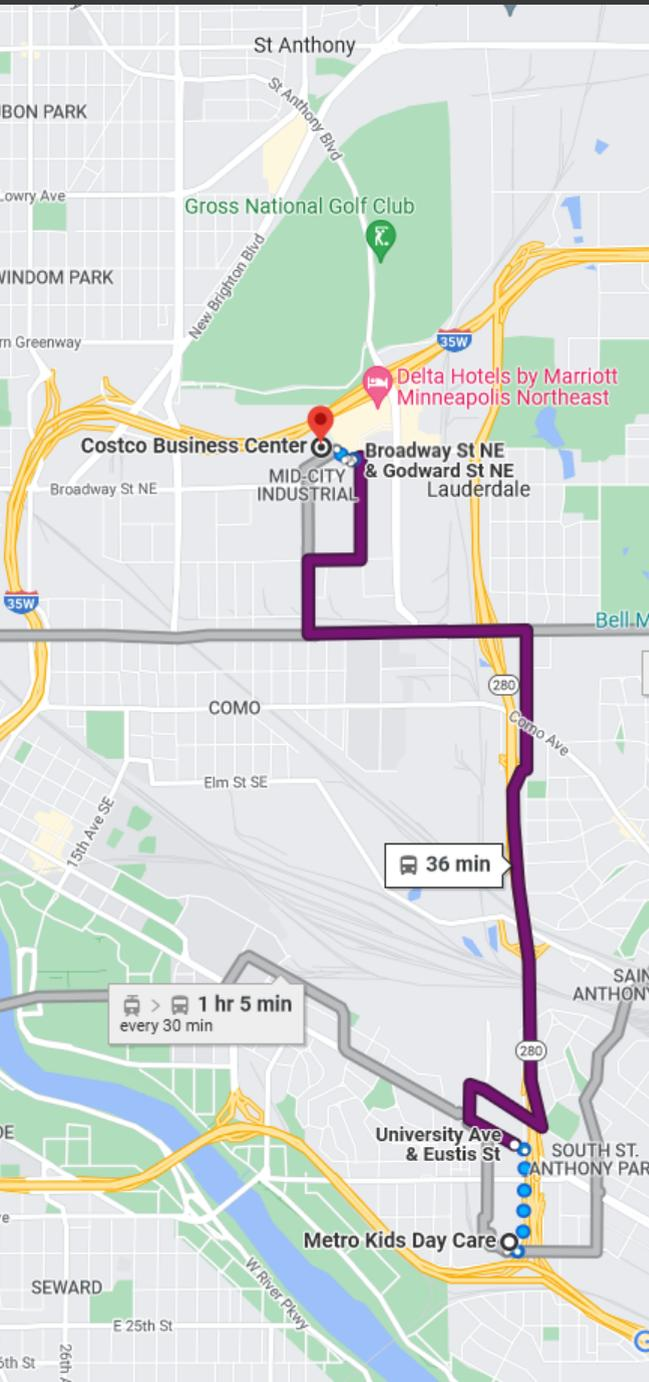 St Anthony
St Anthony Blvd
BON PARK
Lowry Ave
Gross National Golf Club
WINDOM PARK
New Brighton Blvd
rn Greenway
35W
Delta Hotels by Marriott
Minneapolis Northeast
Costco Business Center
Broadway St NE
& Godward St NE
MID-CITY
INDUSTRIAL
Broadway St NE
Lauderdale
35W
Bell M
280
COMO
Como Ave
Elm St SE
15th Ave SE
36 min
SAIN
ANTHONY
> 1 hr 5 min
every 30 min
280
University Ave
& Eustis St
SOUTH ST.
ANTHONY PAR
Metro Kids Day Care
W River Pkwy
SEWARD
E 25th St
6th St
26th A